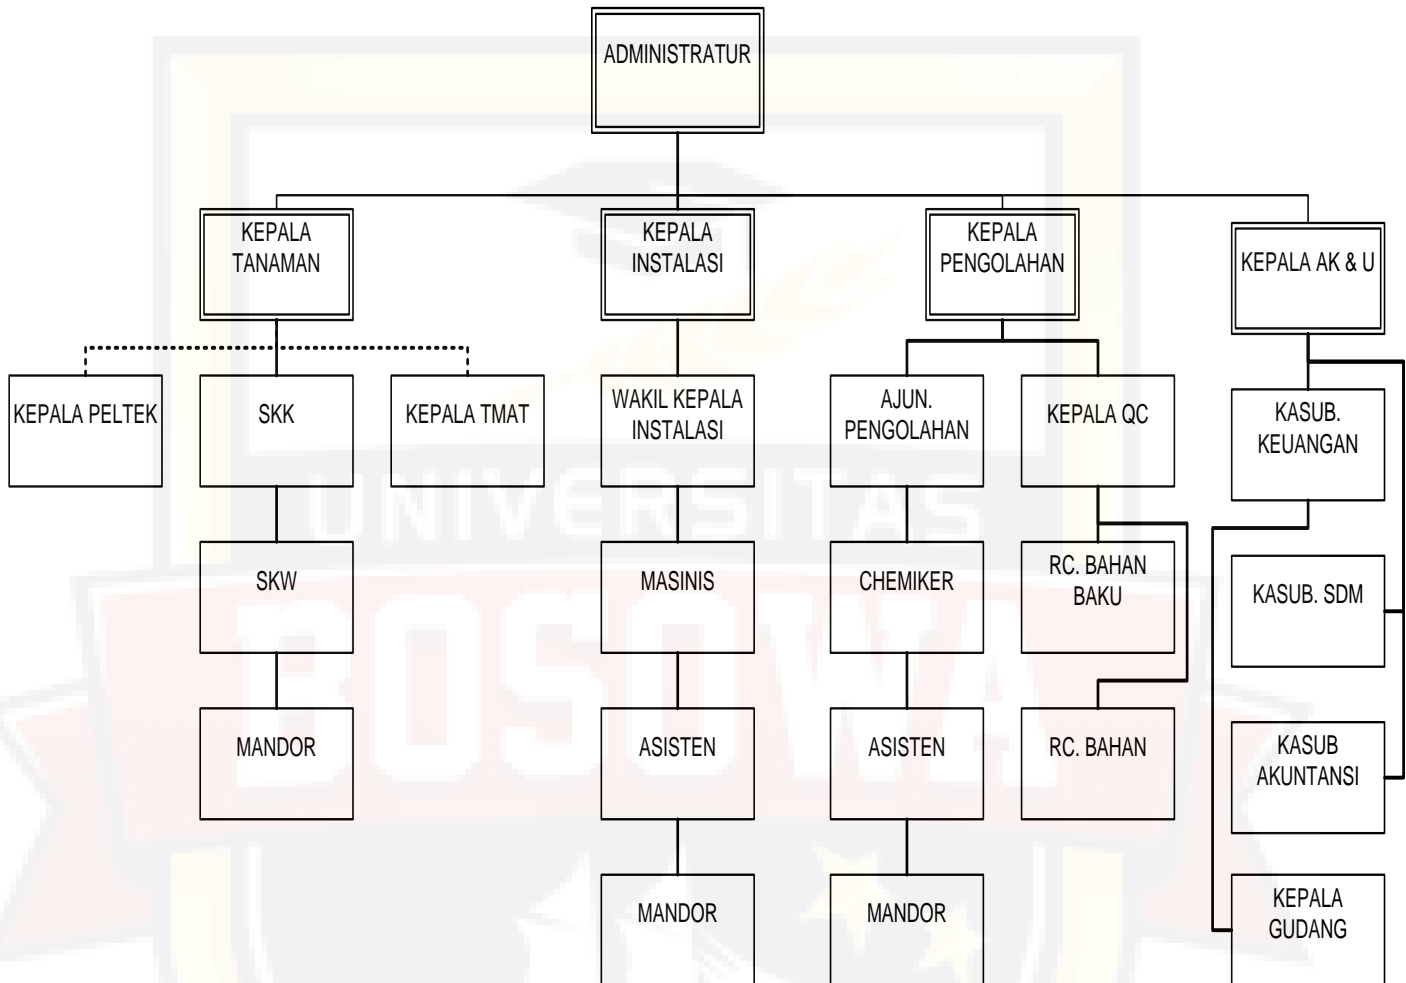 ADMINISTRATUR
KEPALA
TANAMAN
KEPALA
INSTALASI
KEPALA
PENGOLAHAN
KEPALA AK & U
KEPALA PELTEK
SKK
KEPALA TMAT
WAKIL KEPALA
INSTALASI
AJUN.
PENGOLAHAN
KEPALA QC
KASUB.
KEUANGAN
UNIVERSITAS
SKW
MASINIS
CHEMIKER
RC. BAHAN
BAKU
KASUB. SDM
BOSOWA
MANDOR
ASISTEN
ASISTEN
RC. BAHAN
KASUB
AKUNTANSI
MANDOR
MANDOR
KEPALA
GUDANG